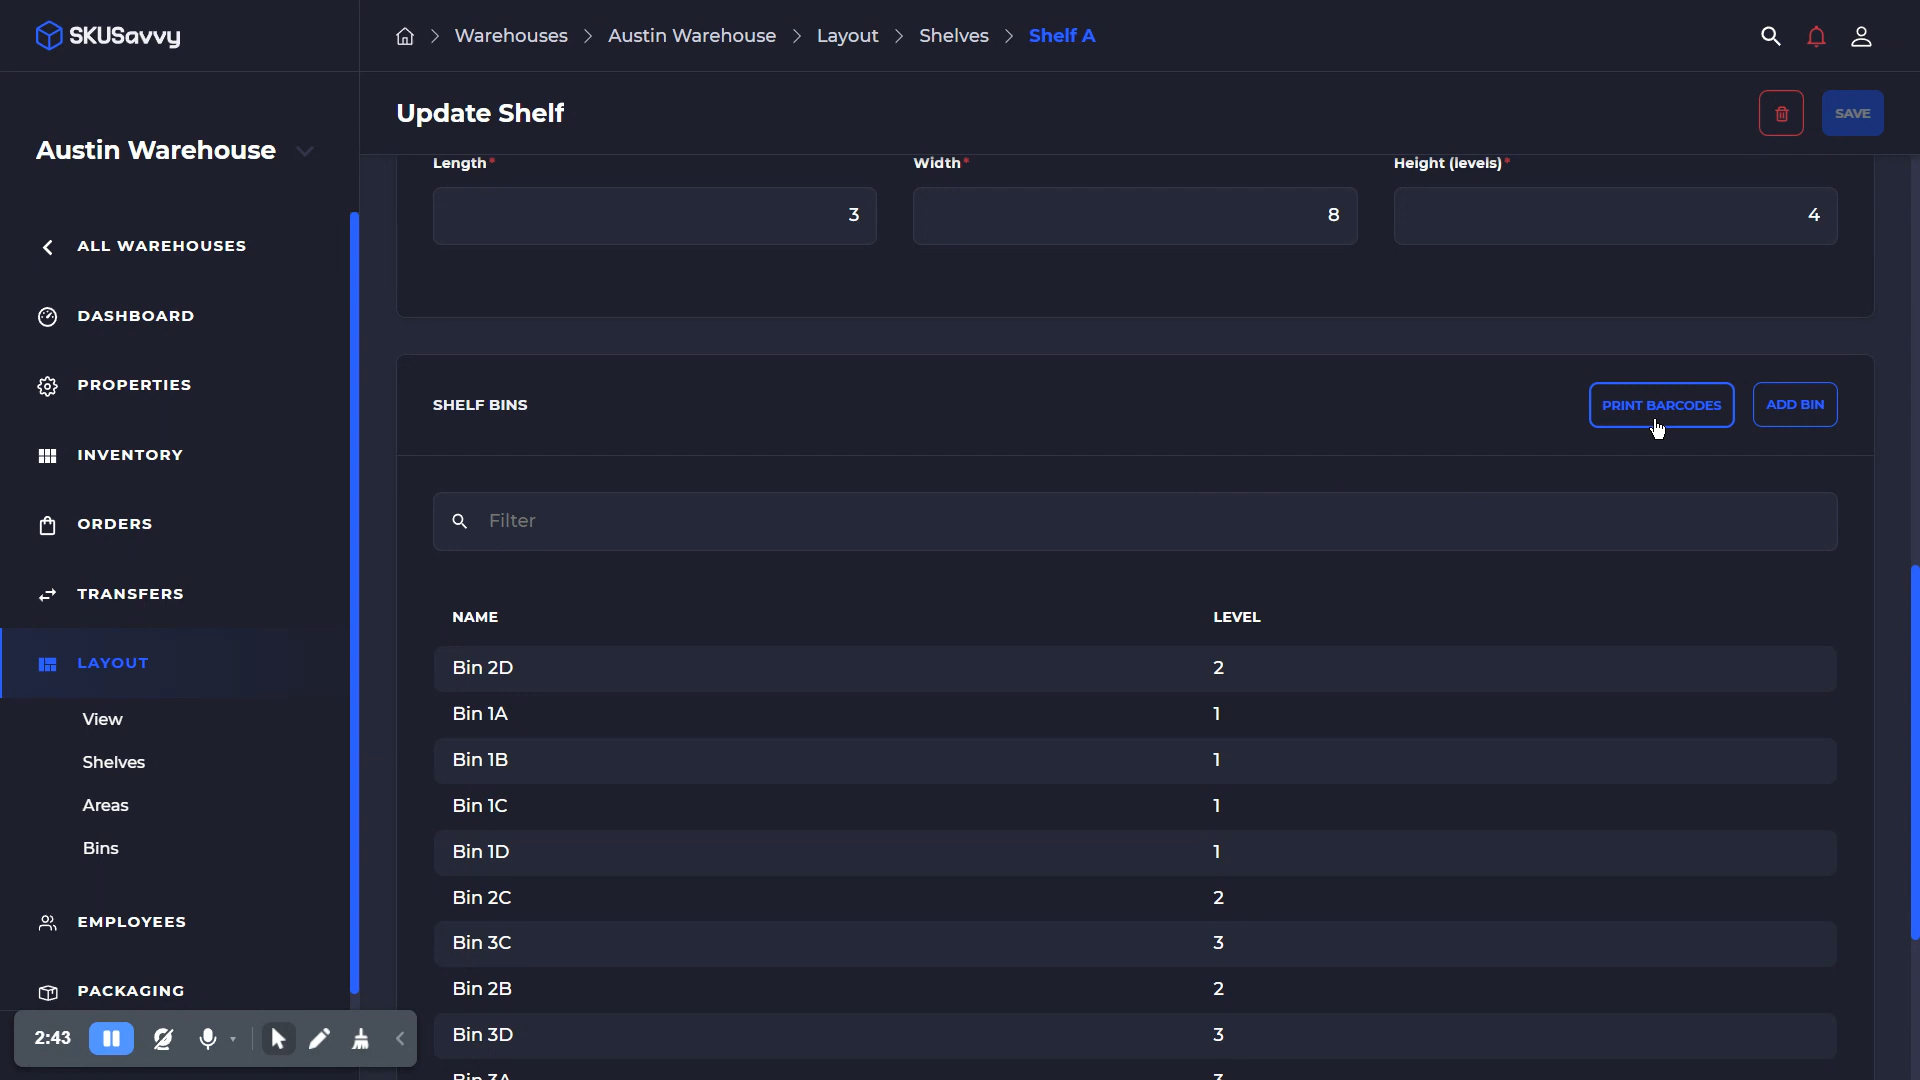 SKUSavvy
Warehouses > Austin Warehouse > Layout > Shelves > Shelf A
Update Shelf
SAVE
Austin Warehouse
ALL WAREHOUSES
DASHBOARD
PROPERTIES
INVENTORY
ORDERS
TRANSFERS
LAYOUT
View
Shelves
Areas
Bins
EMPLOYEES
PACKAGING
2:43
Length* Width* Height (levels)*
3 8 4
SHELF BINS
PRINT BARCODES ADD BIN
Filter
NAME LEVEL
Bin 2D 2
Bin 1A 1
Bin 1B 1
Bin 1C 1
Bin 1D 1
Bin 2C 2
Bin 3C 3
Bin 2B 2
Bin 3D 3
Bin 3A 3